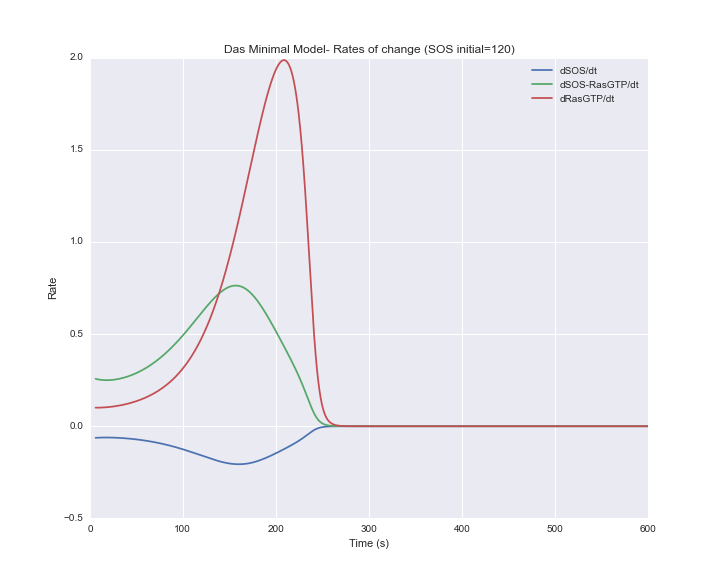 Das Minimal Model- Rates of change (SOS initial=120)
2.0
1.5
1.0
0.5
0.0
−0.5
Rate
dSOS/dt
dSOS-RasGTP/dt
dRasGTP/dt
0 100 200 300 400 500 600
Time (s)